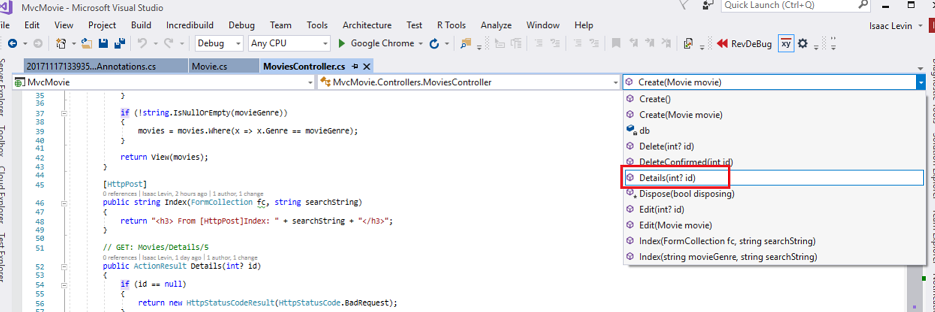 MvcMovie - Microsoft Visual Studio
Quick Launch (Ctrl+Q)
File Edit View Project Incredibuild Debug Team Tools Architecture Test R Tools Analyze Window Help
Isaac Levin
Debug Any CPU Google Chrome RevDeBug xy
20171117133935...Annotations.cs Movie.cs MoviesController.cs
MvcMovie MvcMovie.Controllers.MoviesController Create(Movie movie)
Server Explorer
Toolbox
Cloud Explorer
Test Explorer
35 }
36
37 if (!string.IsNullOrEmpty(movieGenre))
38 {
39 movies = movies.Where(x => x.Genre == movieGenre);
40
41 }
42 return View(movies);
43 }
44
45 [HttpPost]
0 references | Isaac Levin, 2 hours ago | 1 author, 1 change
46 public string Index(FormCollection fc, string searchString)
47 {
48 return "<h3> From [HttpPost]Index: " + searchString + "</h3>";
49 }
50
51 // GET: Movies/Details/5
0 references | Isaac Levin, 1 day ago | 1 author, 1 change
52 public ActionResult Details(int? id)
53 {
54 if (id == null)
55 {
56 return new HttpStatusCodeResult(HttpStatusCode.BadRequest);
57 }
Create()
Create(Movie movie)
db
Delete(int? id)
DeleteConfirmed(int id)
Details(int? id)
Dispose(bool disposing)
Edit(int? id)
Edit(Movie movie)
Index(FormCollection fc, string searchString)
Index(string movieGenre, string searchString)